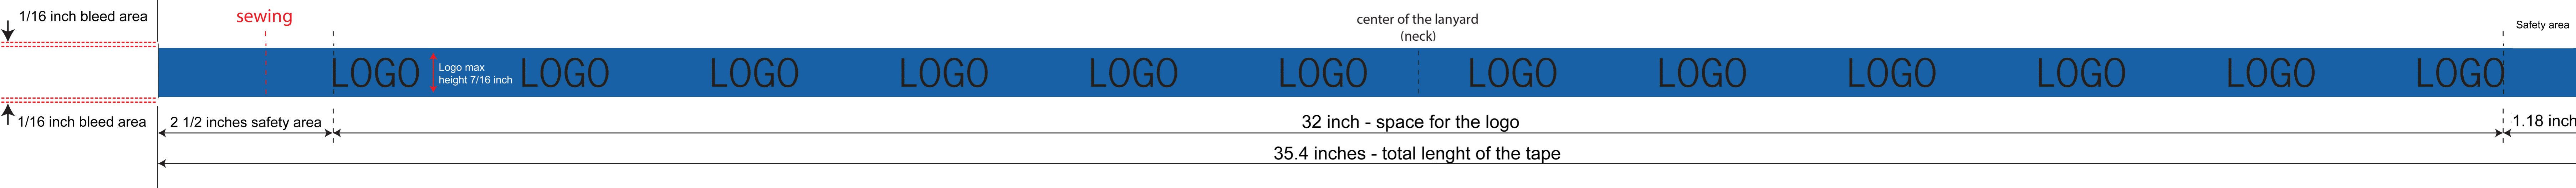 1/16 inch bleed area
sewing
center of the lanyard
(neck)
Safety area
LOGO LOGO LOGO LOGO LOGO LOGO LOGO LOGO LOGO LOGO LOGO LOGO
Logo max
height 7/16 inch
1/16 inch bleed area
2 1/2 inches safety area
32 inch - space for the logo
1.18 inch
35.4 inches - total lenght of the tape